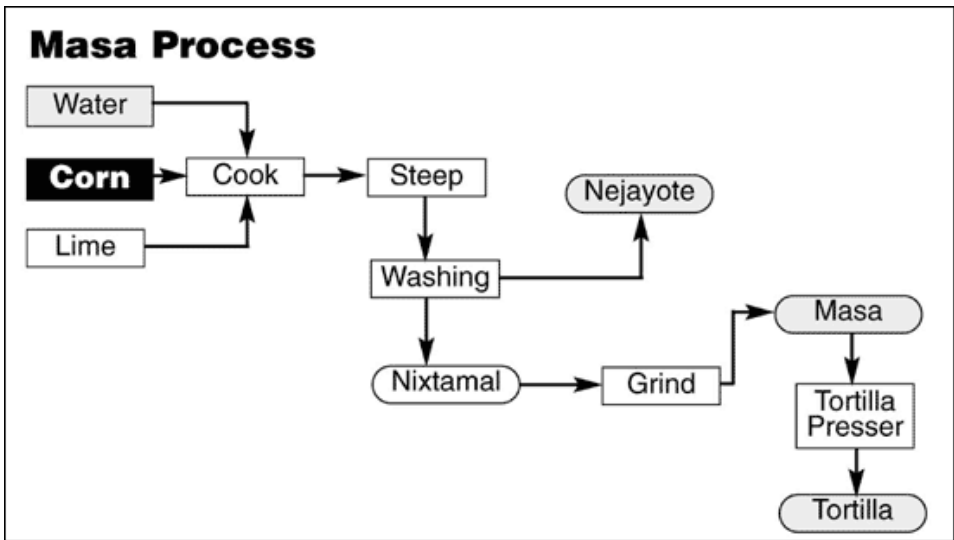 Masa Process
Water
Corn
Cook
Steep
Nejayote
Lime
Washing
Masa
Nixtamal
Grind
Tortilla
Presser
Tortilla